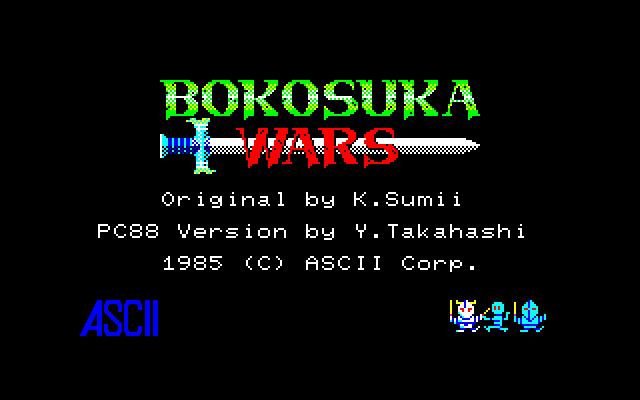 BOKOSUKA
WARS
Original by K.Sumii
PC88 Version by Y.Takahashi
1985 (C) ASCII Corp.
ASCII